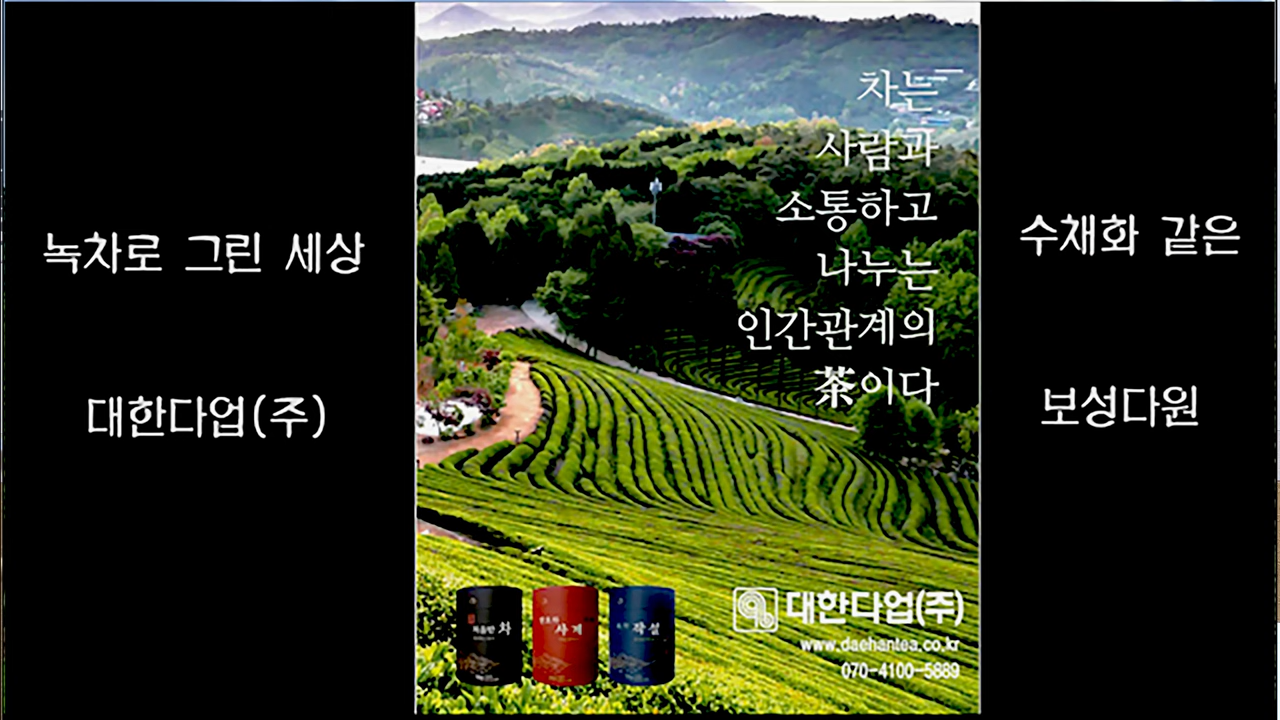 녹차로 그린 세상
대한다업(주)
차는
사람과
소통하고
나누는
인간관계의
茶이다
차
사계
작설
대한다업(주)
www.daehantea.co.kr
070-4100-5889
수채화 같은
보성다원